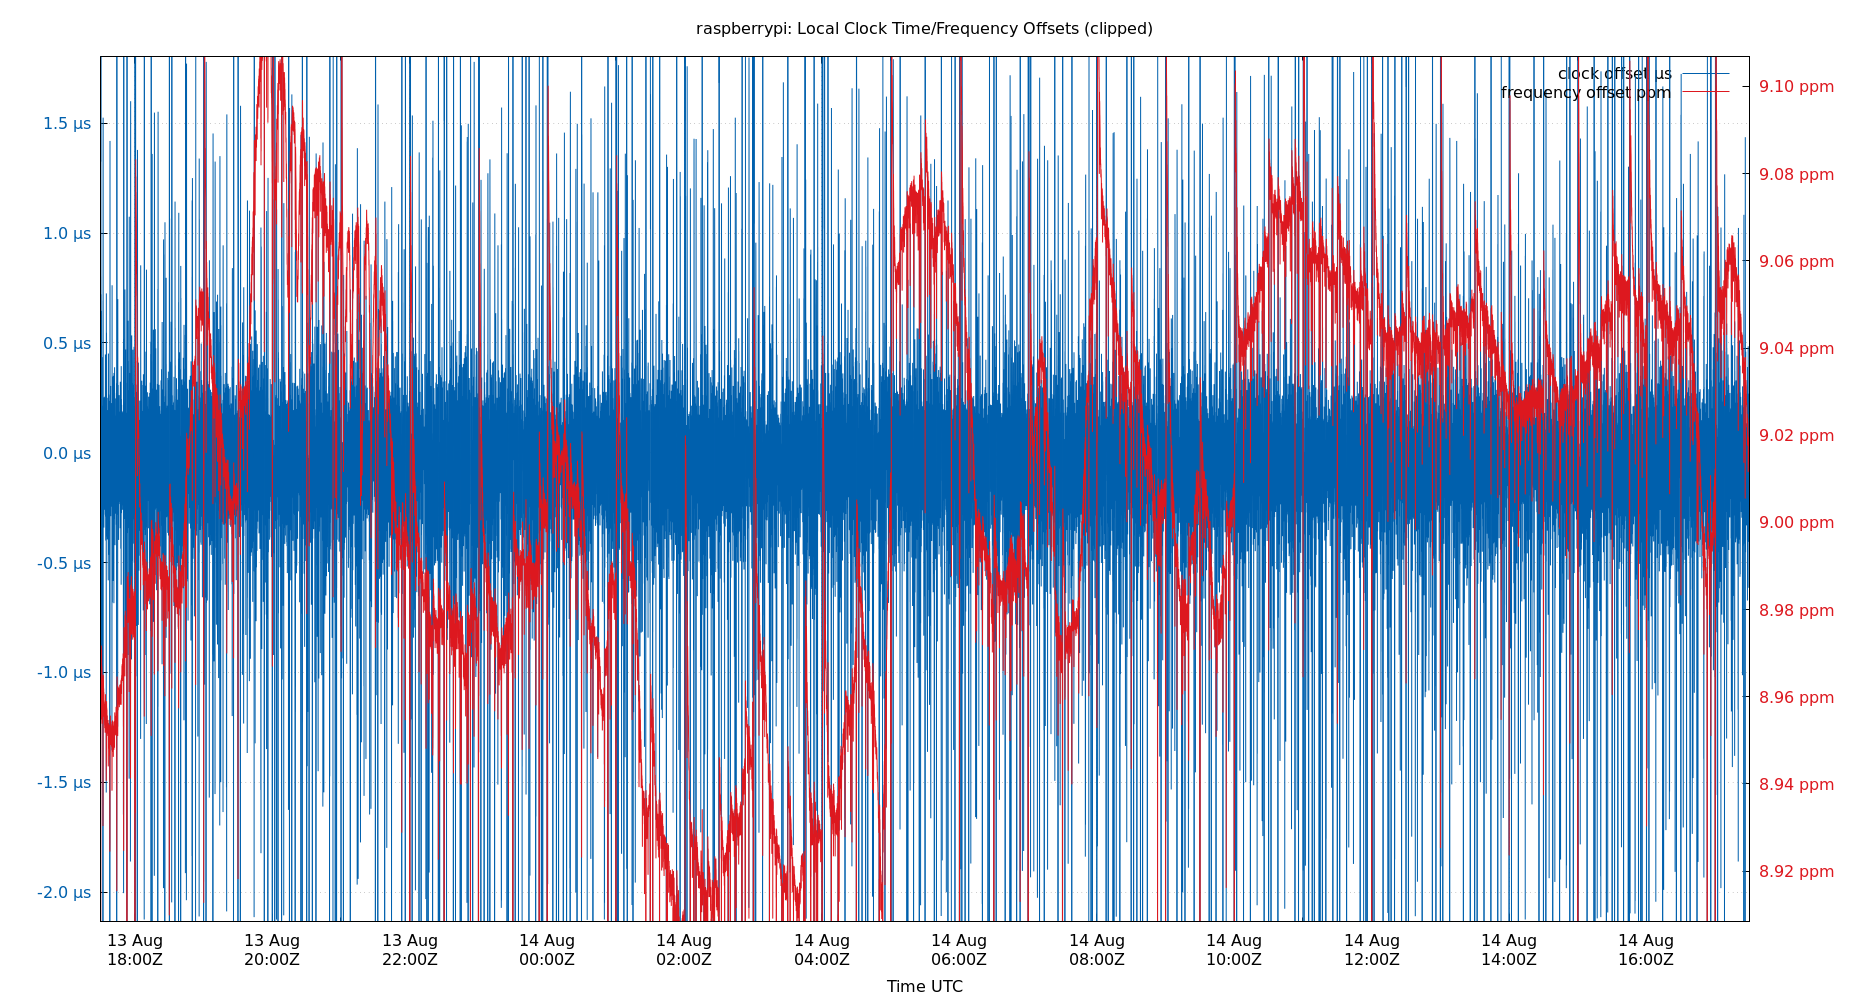 raspberrypi: Local Clock Time/Frequency Offsets (clipped)
clock offset µs
frequency offset ppm
1.5 µs
1.0 µs
0.5 µs
0.0 µs
-0.5 µs
-1.0 µs
-1.5 µs
-2.0 µs
9.10 ppm
9.08 ppm
9.06 ppm
9.04 ppm
9.02 ppm
9.00 ppm
8.98 ppm
8.96 ppm
8.94 ppm
8.92 ppm
13 Aug
18:00Z
13 Aug
20:00Z
13 Aug
22:00Z
14 Aug
00:00Z
14 Aug
02:00Z
14 Aug
04:00Z
14 Aug
06:00Z
14 Aug
08:00Z
14 Aug
10:00Z
14 Aug
12:00Z
14 Aug
14:00Z
14 Aug
16:00Z
Time UTC